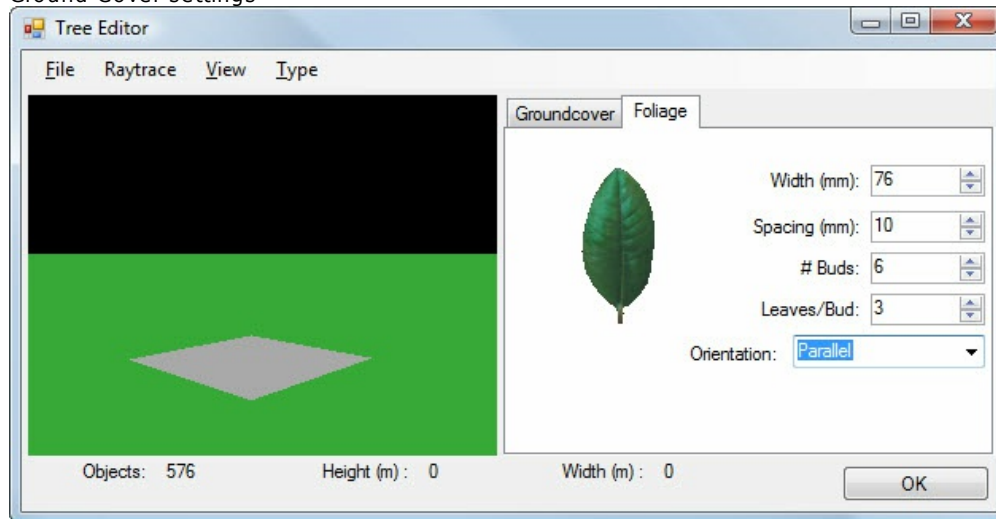 Ground Cover settings
Tree Editor
File Raytrace View Type
Groundcover Foliage
Width (mm): 76
Spacing (mm): 10
# Buds: 6
Leaves/Bud: 3
Orientation: Parallel
Objects: 576 Height (m) : 0 Width (m) : 0
OK